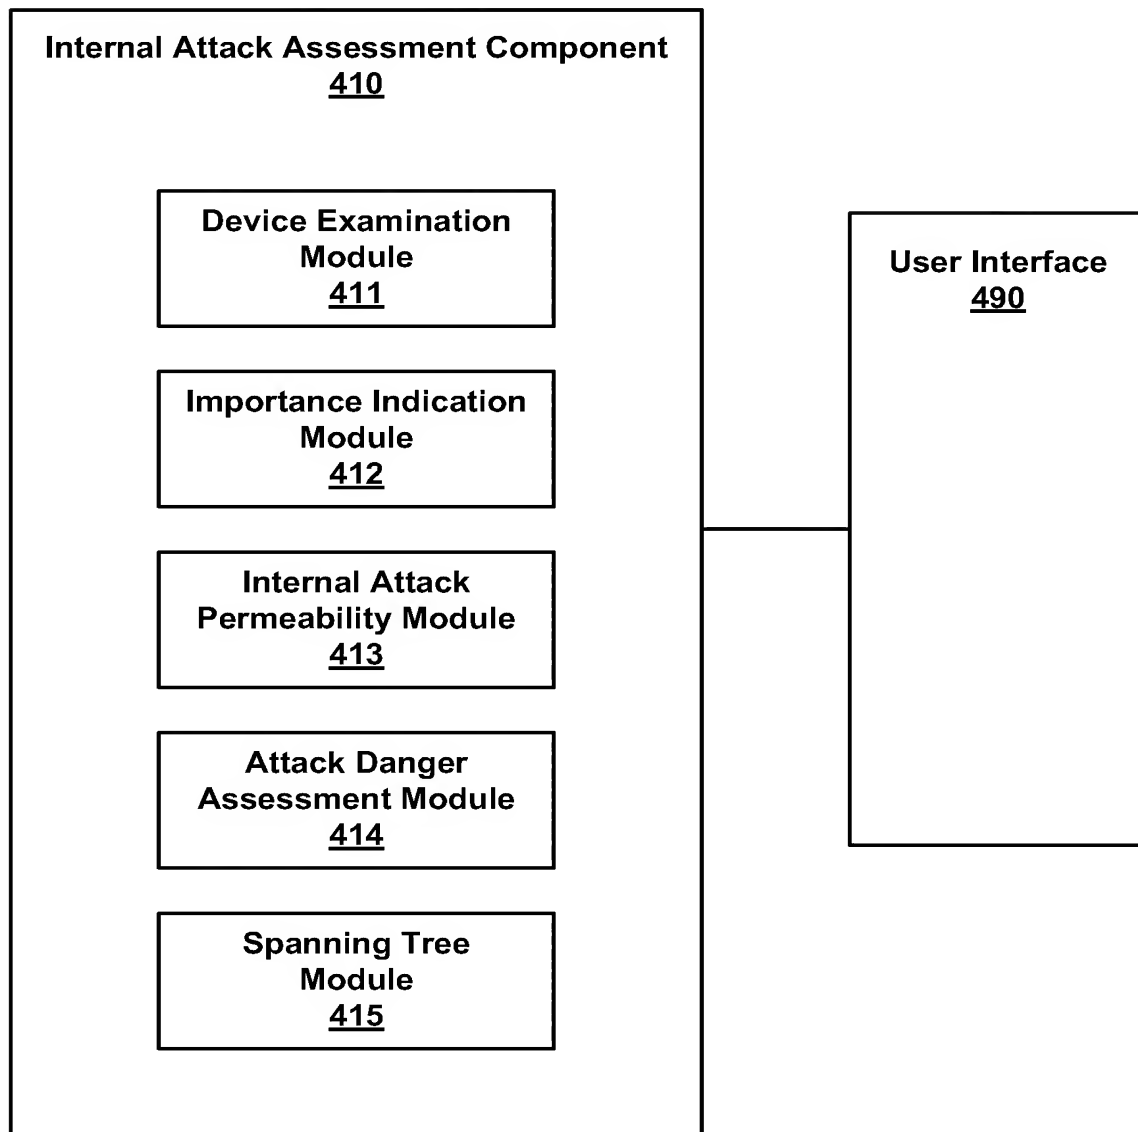 Internal Attack Assessment Component
410
Device Examination
Module
411
Importance Indication
Module
412
Internal Attack
Permeability Module
413
Attack Danger
Assessment Module
414
Spanning Tree
Module
415
User Interface
490